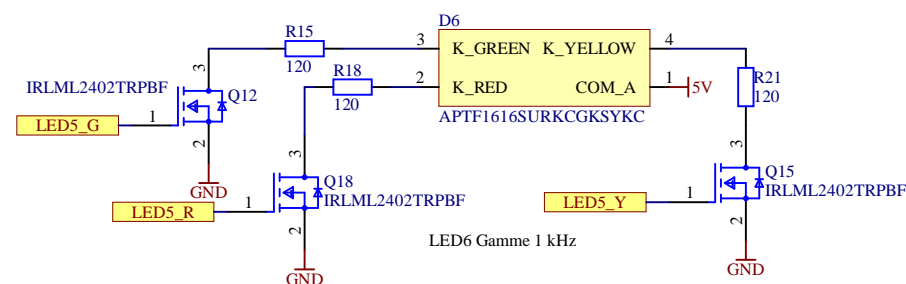 D6
R15
3
K_GREEN
K_YELLOW
4
120
3
R18
2
K_RED
COM_A
1
5V
R21
120
120
IRLML2402TRPBF
Q12
APTF1616SURKCGKSYKC
LED5_G
1
2
3
3
GND
Q18
IRLML2402TRPBF
Q15
IRLML2402TRPBF
LED5_R
1
LED5_Y
1
2
2
LED6 Gamme 1 kHz
GND
GND